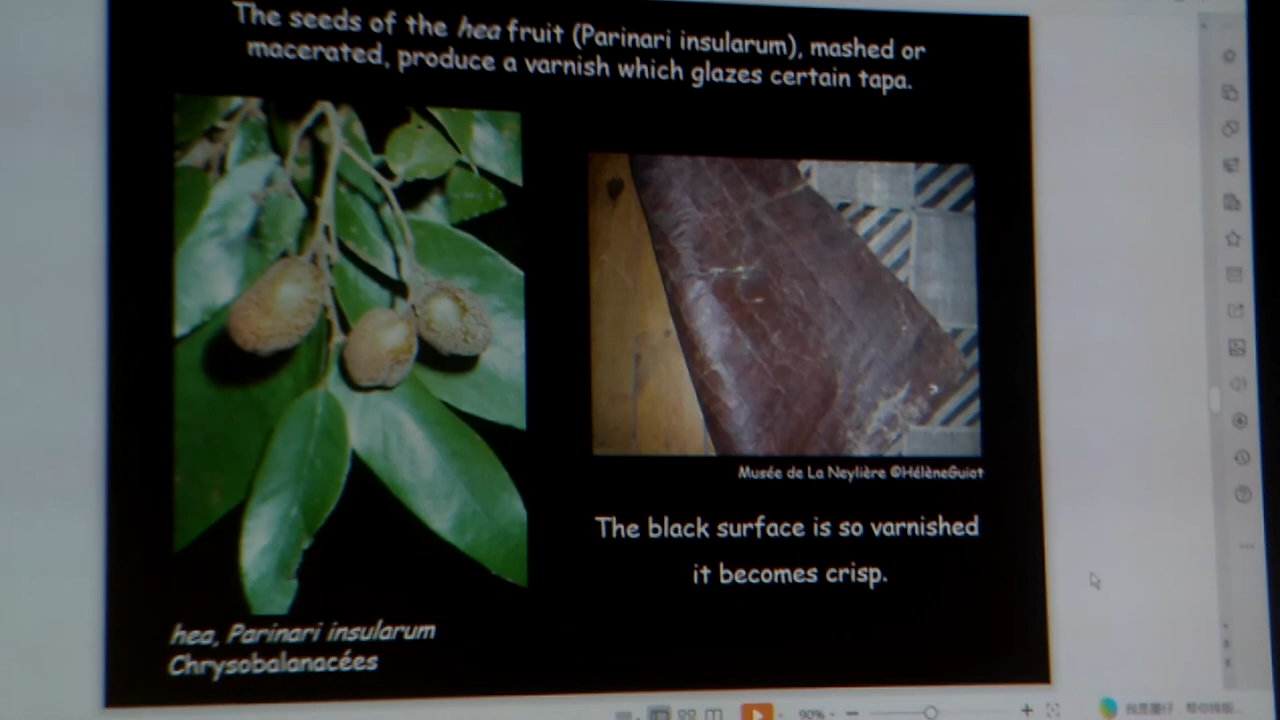 The seeds of the hea fruit (Parinari insularum), mashed or
macerated, produce a varnish which glazes certain tapa.
Musée de La Neylière ©HélèneGuiot
The black surface is so varnished
it becomes crisp.
hea, Parinari insularum
Chrysobalanacées
90%